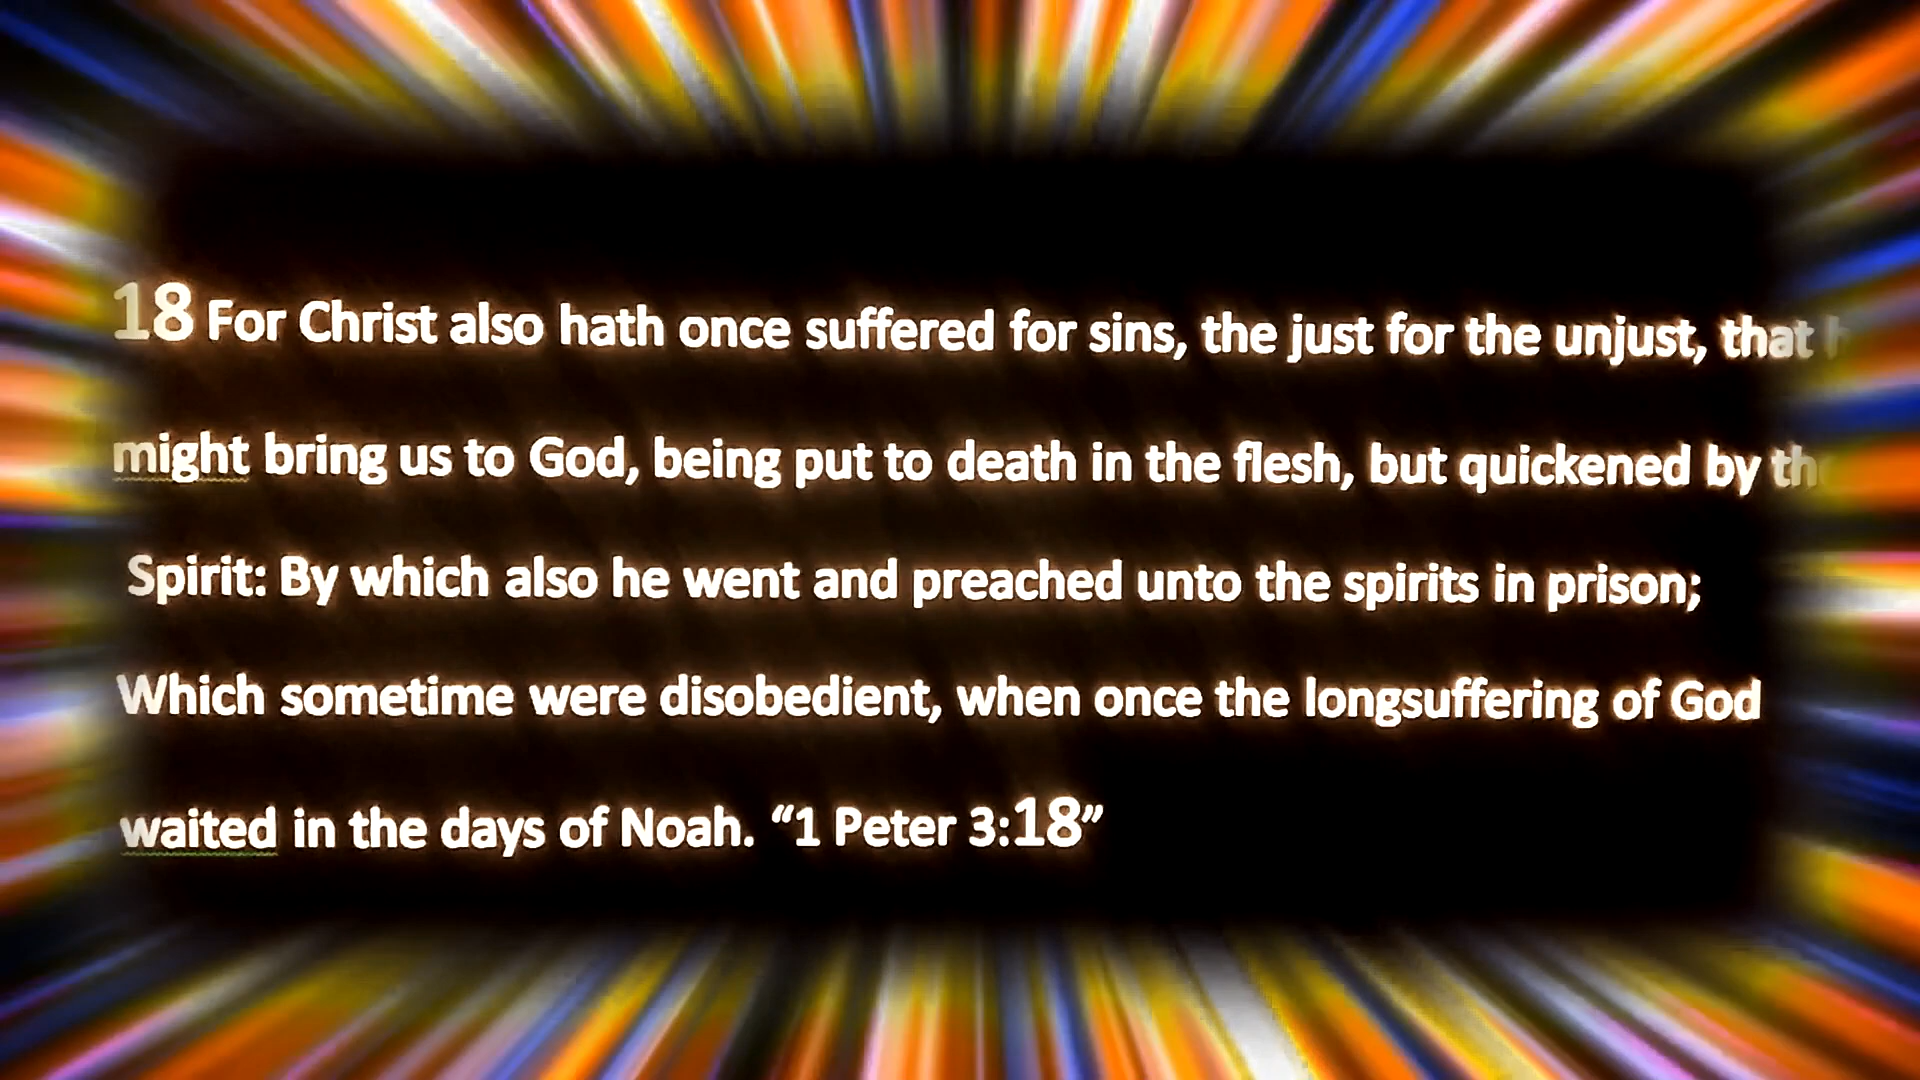 18 For Christ also hath once suffered for sins, the just for the unjust, that
might bring us to God, being put to death in the flesh, but quickened by
Spirit: By which also he went and preached unto the spirits in prison;
Which sometime were disobedient, when once the longsuffering of God
waited in the days of Noah. “1 Peter 3:18”